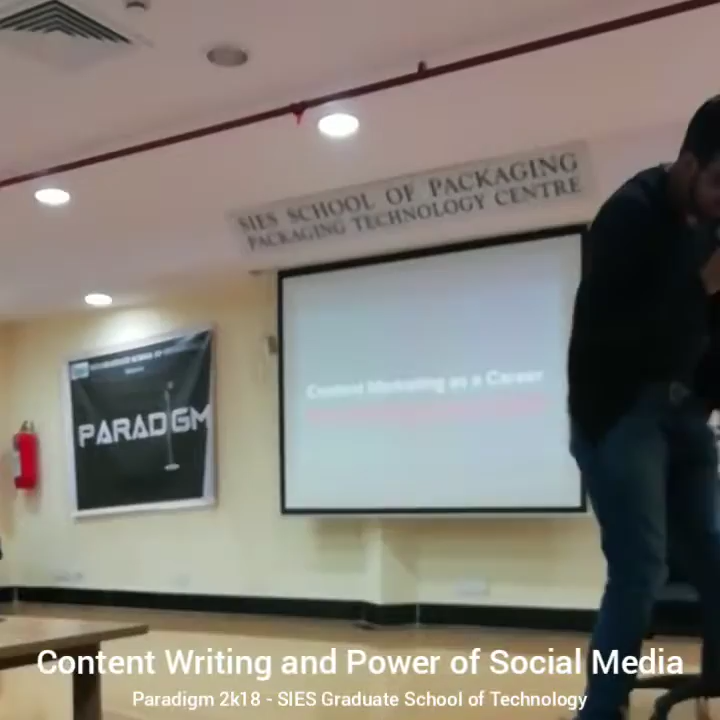 SIES SCHOOL OF PACKAGING
PACKAGING TECHNOLOGY CENTRE
Content Marketing as a Career
PARADIGM
Content Writing and Power of Social Media
Paradigm 2k18 - SIES Graduate School of Technology